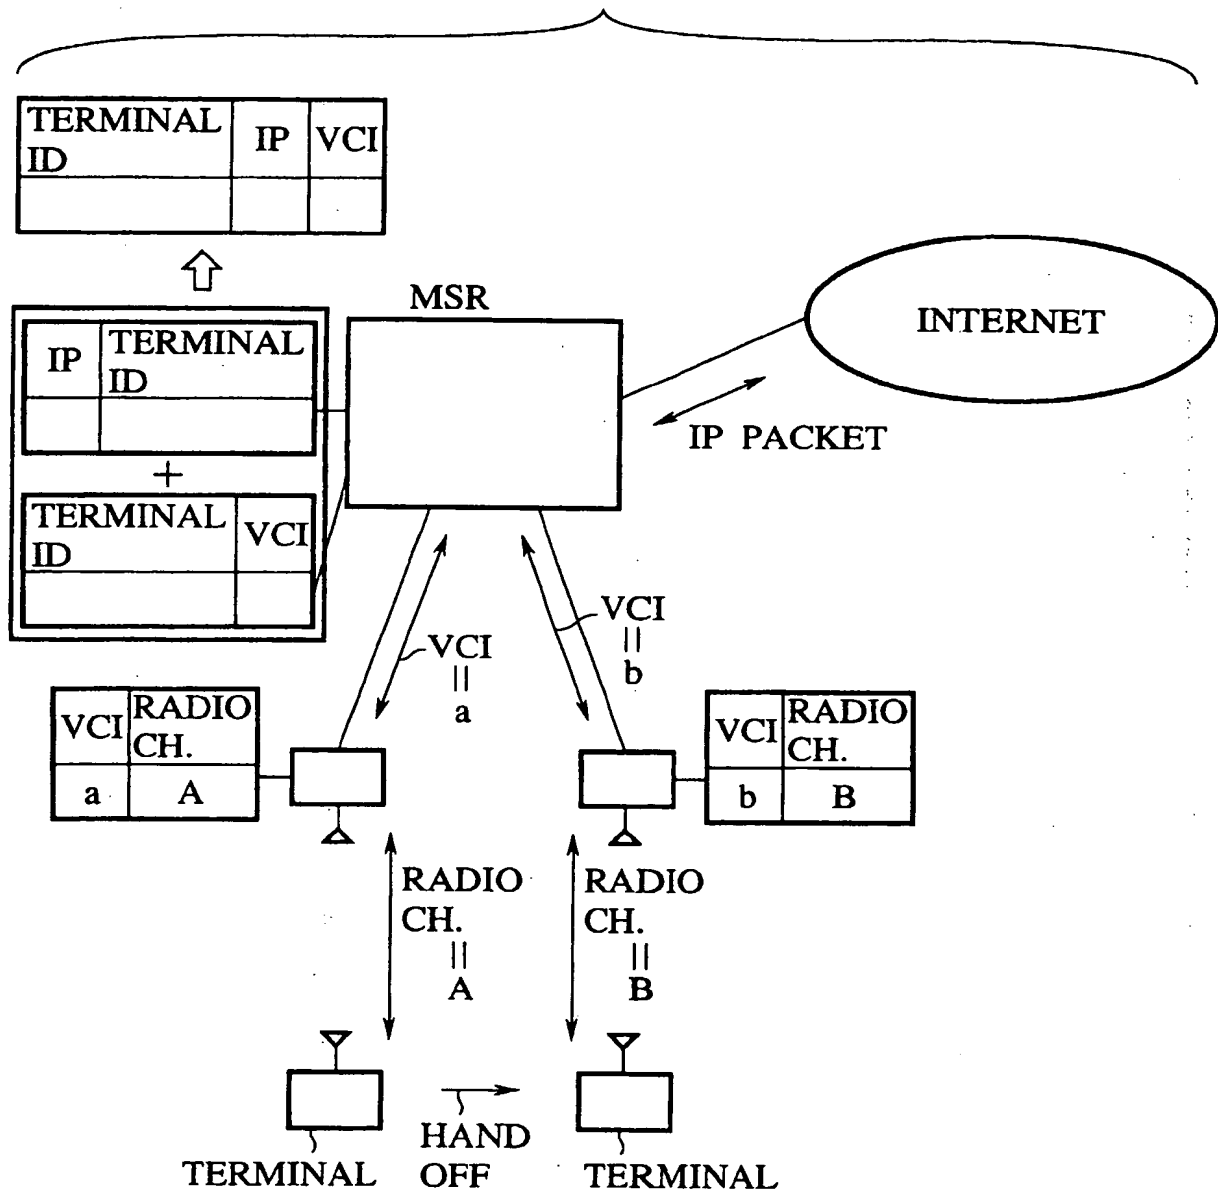 TERMINAL
ID
IP
VCI
MSR
INTERNET
IP
TERMINAL
ID
IP PACKET
+
TERMINAL
ID
VCI
VCI
=
a
VCI
=
b
VCI
RADIO
CH.
a
A
VCI
RADIO
CH.
b
B
RADIO
CH.
=
A
RADIO
CH.
=
B
TERMINAL
HAND
OFF
TERMINAL